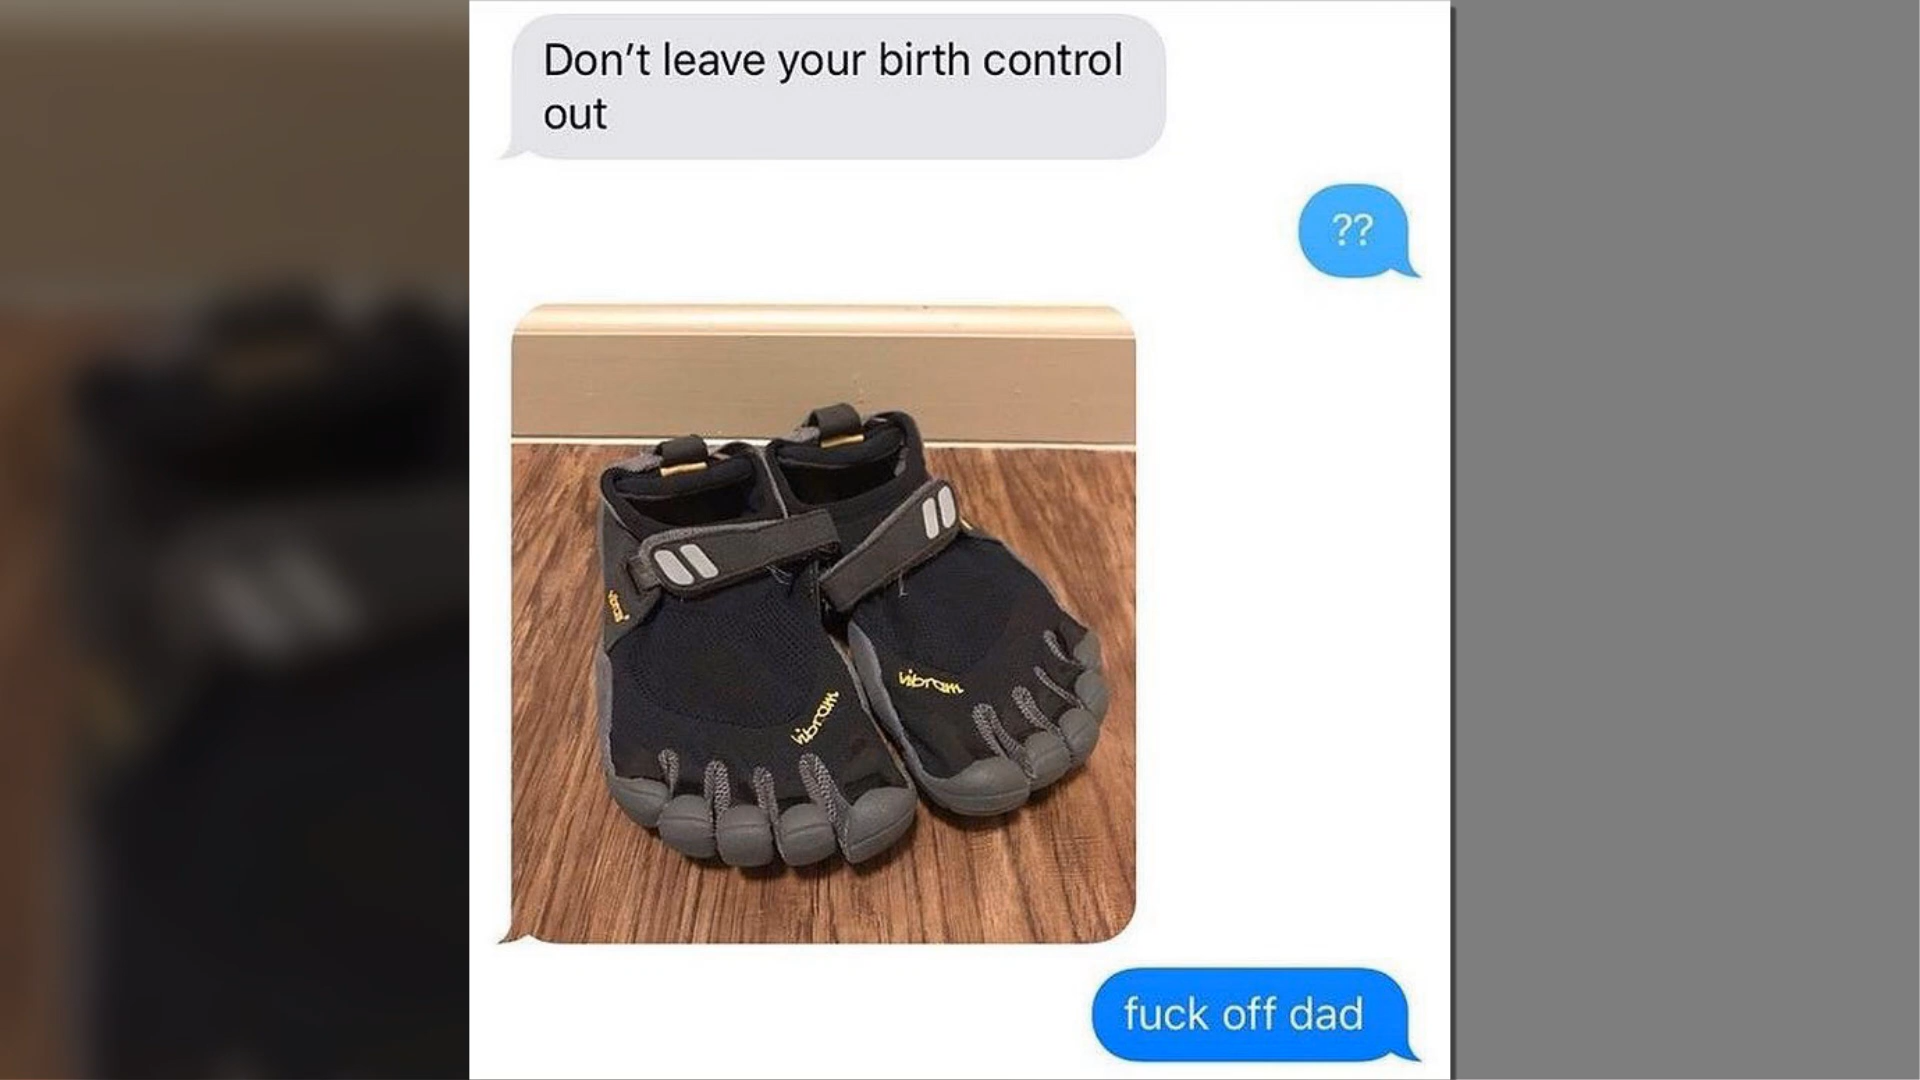 Don’t leave your birth control
out
??
vibram
vibram
fuck off dad